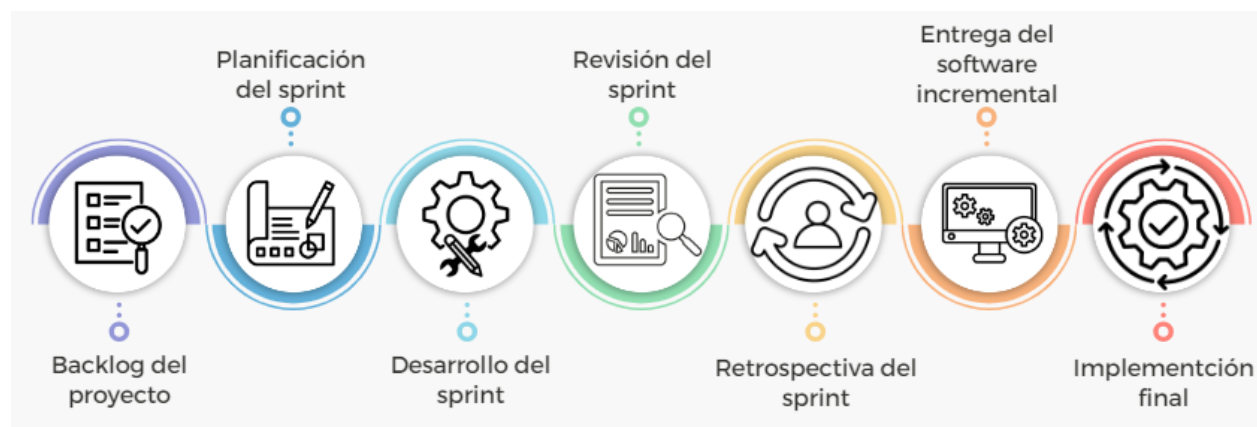 Backlog del
proyecto
Planificación
del sprint
Desarrollo del
sprint
Revisión del
sprint
Retrospectiva del
sprint
Entrega del
software
incremental
Implementción
final